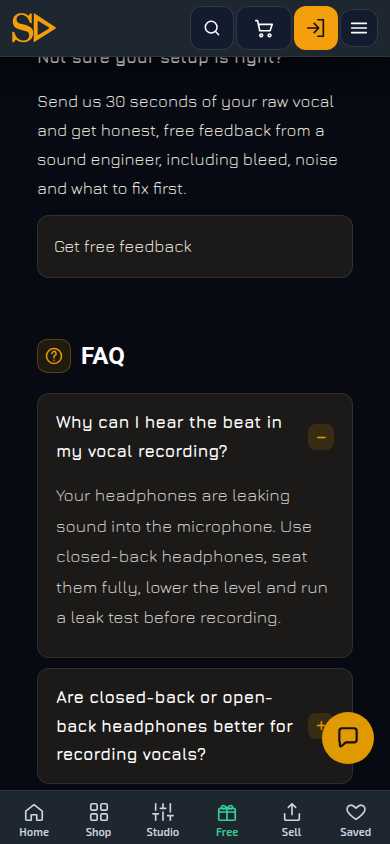 S
Not sure your setup is right?
Send us 30 seconds of your raw vocal
and get honest, free feedback from a
sound engineer, including bleed, noise
and what to fix first.
Get free feedback
FAQ
Why can I hear the beat in
my vocal recording?
Your headphones are leaking
sound into the microphone. Use
closed-back headphones, seat
them fully, lower the level and run
a leak test before recording.
Are closed-back or open-
back headphones better for
recording vocals?
Home
Shop
Studio
Free
Sell
Saved